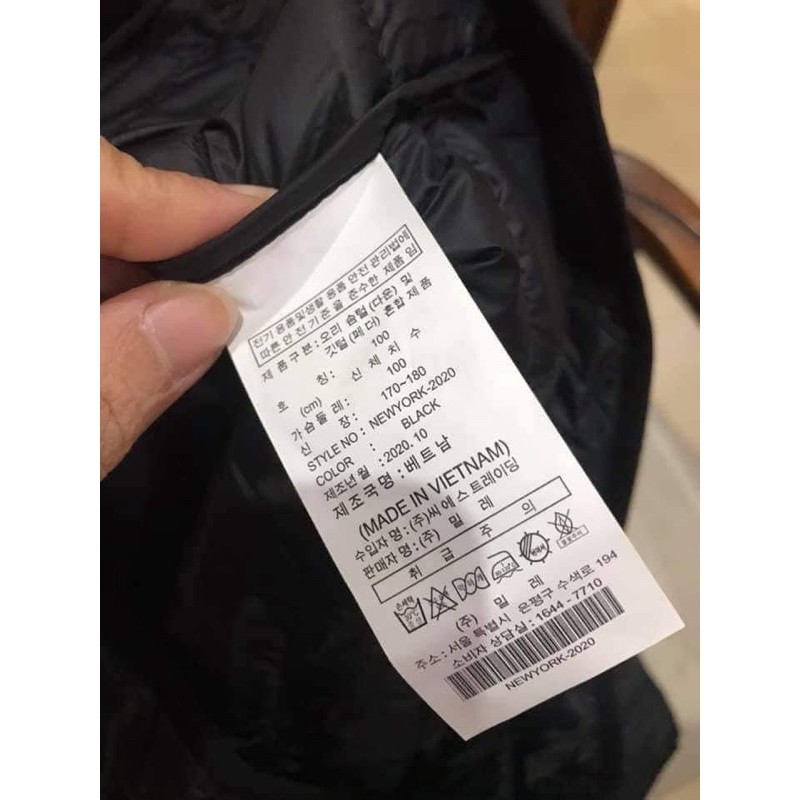 전기 용품및생활 용품 안전 관리법에
따른 안전기준을 준수한 제품 임
제 품 구 분 : 오리 솜털 (다운) 및
깃털 (페 더) 혼합 제품
호 칭 : 100
(cm) 신 체 치 수
가슴둘레 : 100
신 장 : 170~180
STYLE NO : NEWYORK-2020
COLOR : BLACK
제조년월 : 2020. 10
제조국명 : 베트남
(MADE IN VIETNAM)
수입자 명 : (주)씨 에스 트레이딩
판매자 명 : (주) 밀 레
취 급 주 의
손세탁
30℃
중성
(주) 밀 레
주소 : 서울 특별시 은평구 수색로 194
소비자 상담실 : 1644 - 7710
NEWYORK-2020